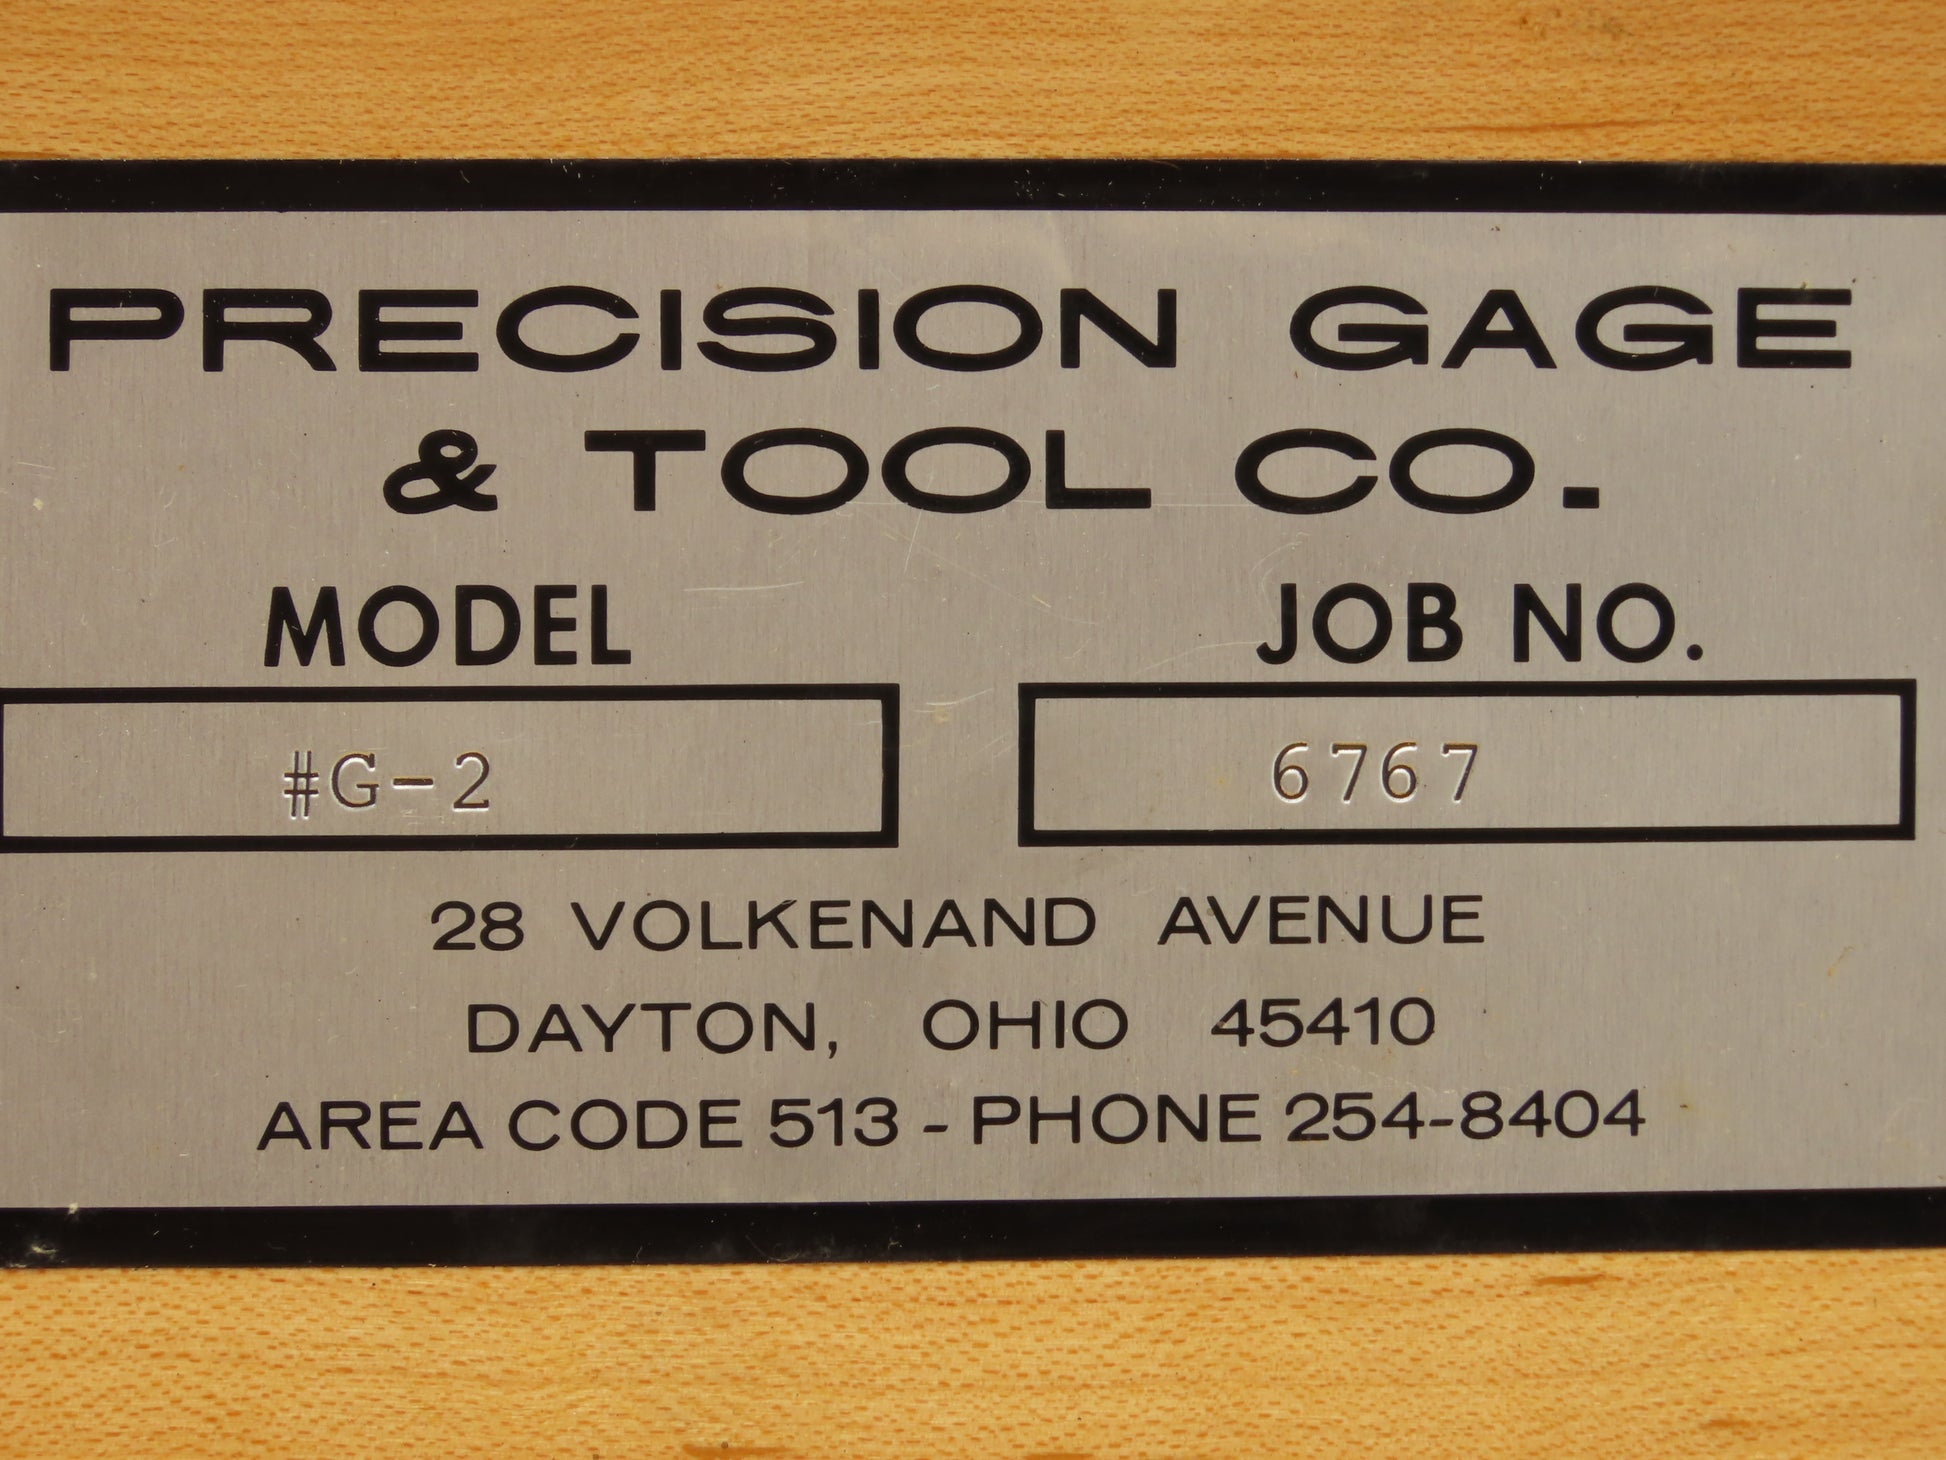 PRECISION GAGE
& TOOL CO.
MODEL JOB NO.
#G-2 6767
28 VOLKENAND AVENUE
DAYTON, OHIO 45410
AREA CODE 513 - PHONE 254-8404